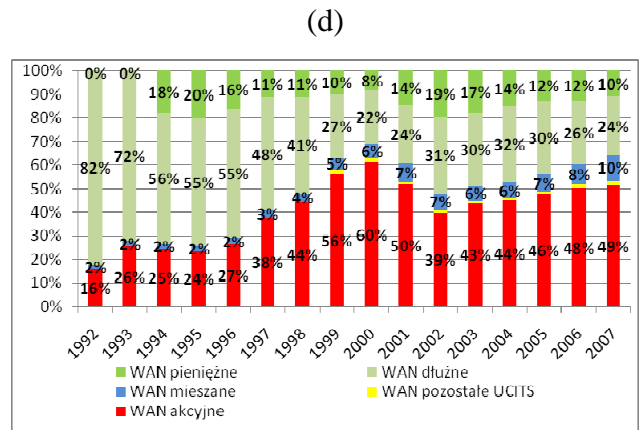 (d)
100% 0% 0% 18% 20% 16% 11% 11% 10% 8% 14% 19% 17% 14% 12% 12% 10%
90%
80%
70%
60%
50%
40%
30%
20%
10%
0%
82% 72% 56% 55% 55% 48% 41% 27% 22% 24% 31% 30% 32% 30% 26% 24%
2% 2% 2% 2% 2% 3% 4% 5% 6% 7% 7% 6% 6% 7% 8% 10%
16% 26% 25% 24% 27% 38% 44% 56% 60% 50% 39% 43% 44% 46% 48% 49%
1992 1993 1994 1995 1996 1997 1998 1999 2000 2001 2002 2003 2004 2005 2006 2007
WAN pieniężne WAN dłużne
WAN mieszane WAN pozostałe UCITS
WAN akcyjne